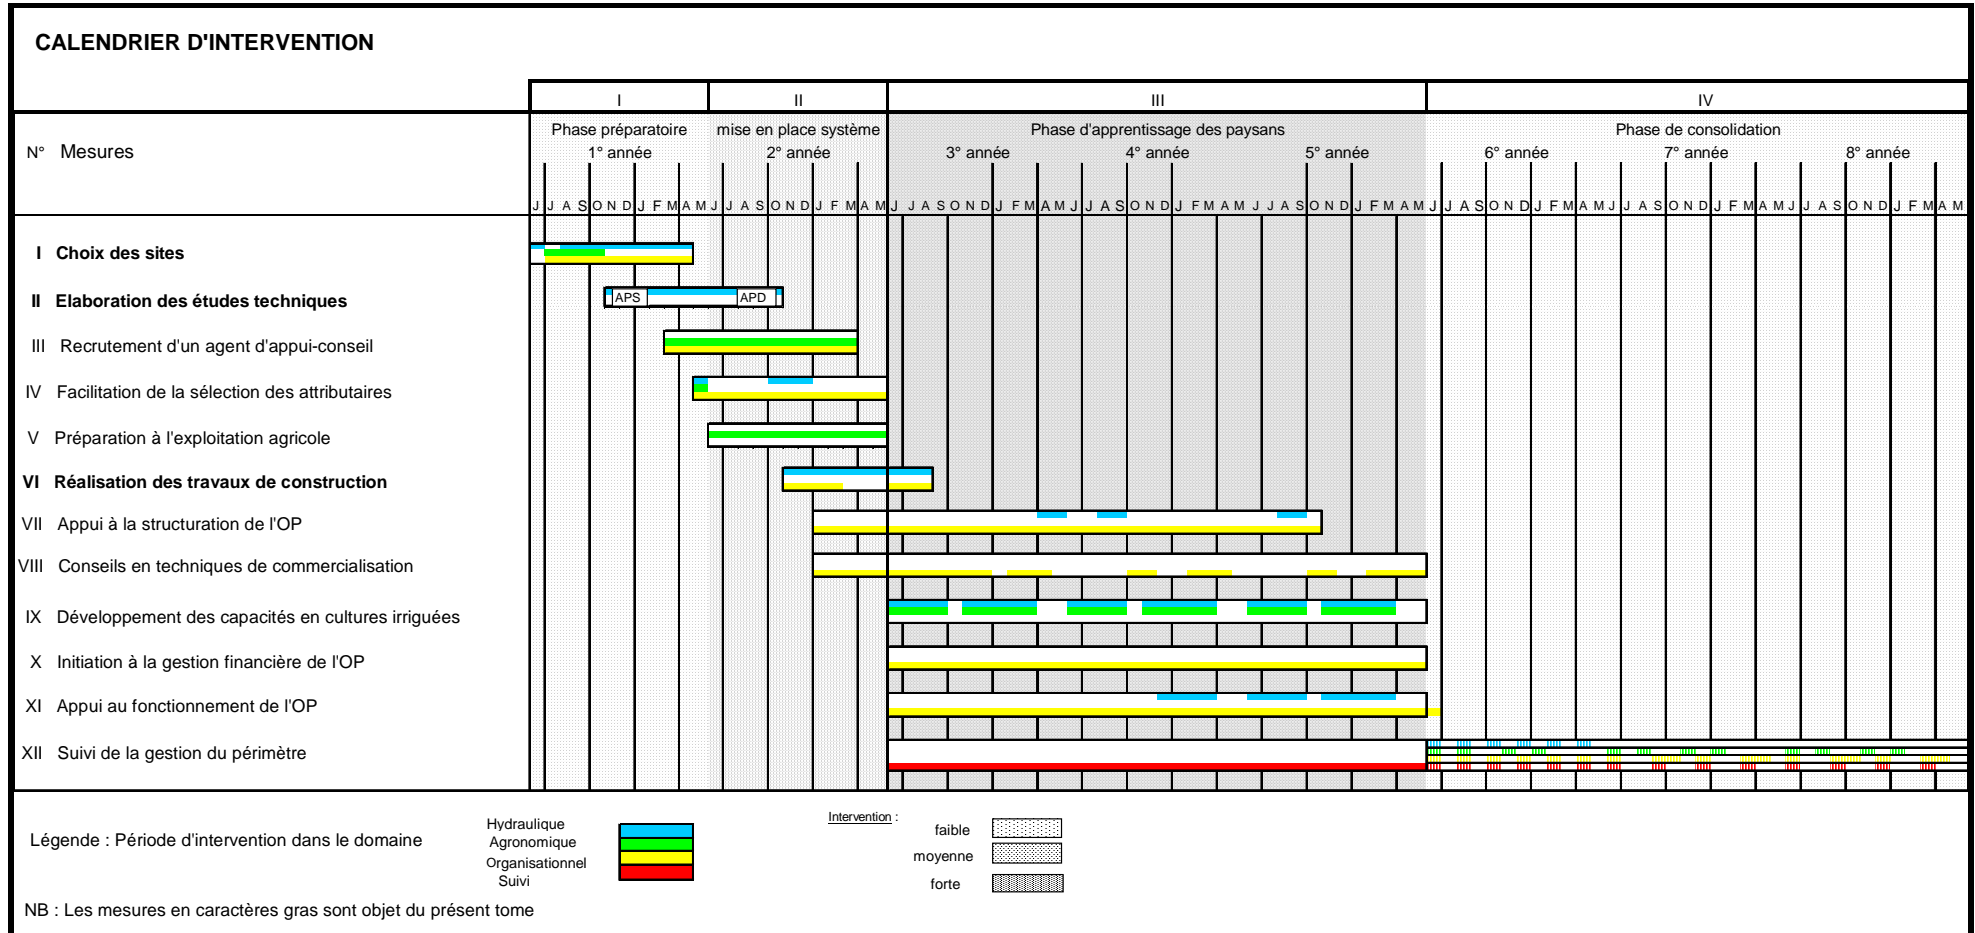 CALENDRIER D'INTERVENTION
I II III IV
Phase préparatoire mise en place système Phase d'apprentissage des paysans Phase de consolidation
N° Mesures 1° année 2° année 3° année 4° année 5° année 6° année 7° année 8° année
J J A S O N D J F M A M J J A S O N D J F M A M J J A S O N D J F M A M J J A S O N D J F M A M J J A S O N D J F M A M J J A S O N D J F M A M J J A S O N D J F M A M J J A S O N D J F M A M
I Choix des sites
II Elaboration des études techniques APS APD
III Recrutement d'un agent d'appui-conseil
IV Facilitation de la sélection des attributaires
V Préparation à l'exploitation agricole
VI Réalisation des travaux de construction
VII Appui à la structuration de l'OP
VIII Conseils en techniques de commercialisation
IX Développement des capacités en cultures irriguées
X Initiation à la gestion financière de l'OP
XI Appui au fonctionnement de l'OP
XII Suivi de la gestion du périmètre
Légende : Période d'intervention dans le domaine
Hydraulique
Agronomique
Organisationnel
Suivi
Intervention :
faible
moyenne
forte
NB : Les mesures en caractères gras sont objet du présent tome